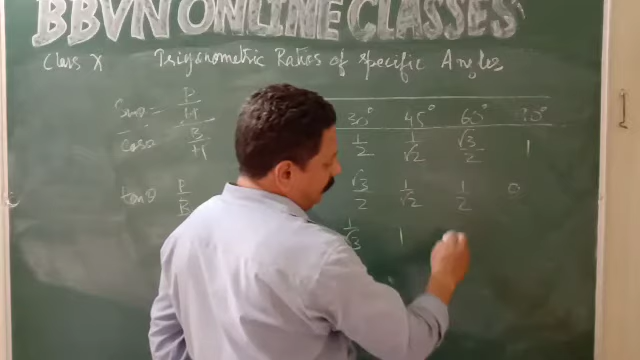 BBVN ONLINE CLASSES
Class X Trigonometric Ratios of specific Angles
30° 45° 60° 90°
Sinθ = P/H 1/2 1/√2 √3/2 1
Cosθ B/H √3/2 1/√2 1/2 0
tanθ P/B 1/√3 1